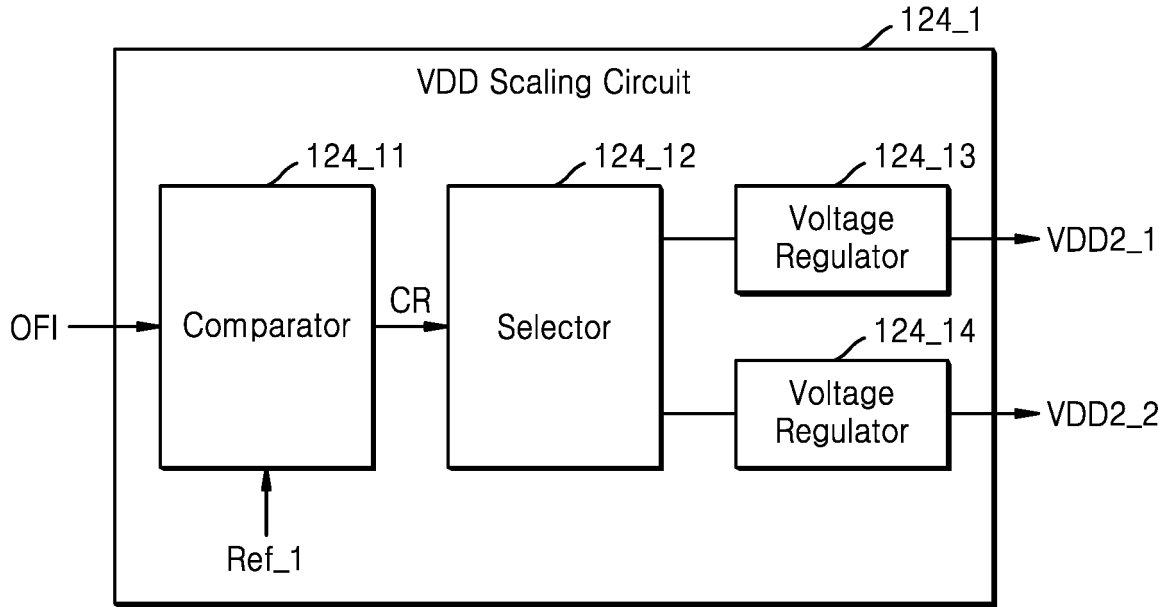 124_1
VDD Scaling Circuit
124_11
124_12
124_13
Voltage
Regulator
VDD2_1
OFI
Comparator
CR
Selector
124_14
Voltage
Regulator
VDD2_2
Ref_1